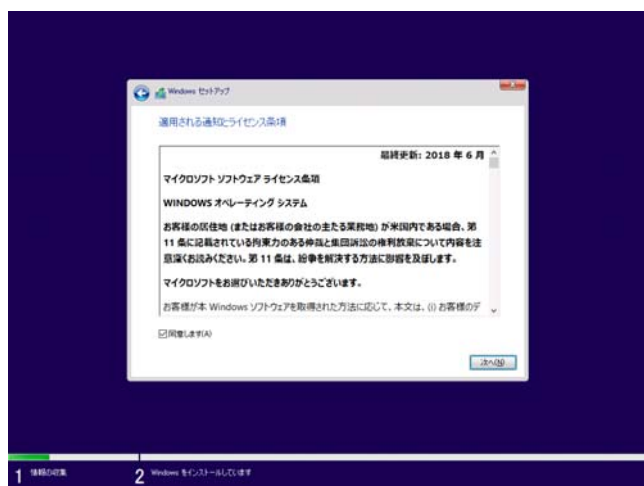 Windows セットアップ
適用される通知とライセンス条項
最終更新: 2018 年 6 月
マイクロソフト ソフトウェア ライセンス条項
WINDOWS オペレーティング システム
お客様の居住地 (またはお客様の会社の主たる業務地) が米国内である場合、第
11 条に記載されている拘束力のある仲裁と集団訴訟の権利放棄について内容を注
意深くお読みください。第 11 条は、紛争を解決する方法に影響を及ぼします。
マイクロソフトをお選びいただきありがとうございます。
お客様が本 Windows ソフトウェアを取得された方法に応じて、本文は、(i) お客様のデ
同意します(A)
次へ(N)
1 情報の収集
2 Windows をインストールしています